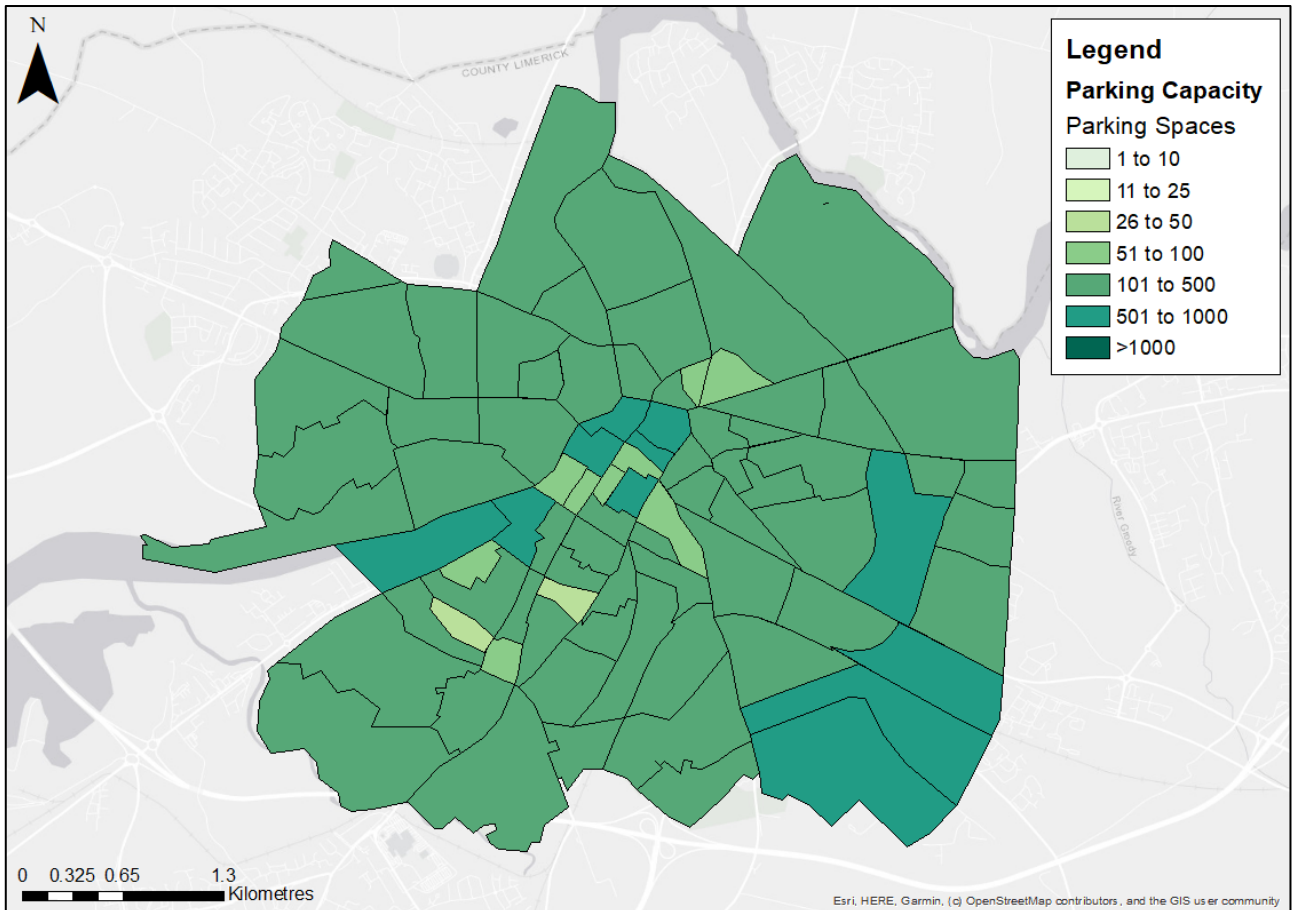 N
COUNTY LIMERICK
Legend
Parking Capacity
Parking Spaces
1 to 10
11 to 25
26 to 50
51 to 100
101 to 500
501 to 1000
>1000
River Groody
0 0.325 0.65 1.3
Kilometres
Esri, HERE, Garmin, (c) OpenStreetMap contributors, and the GIS user community